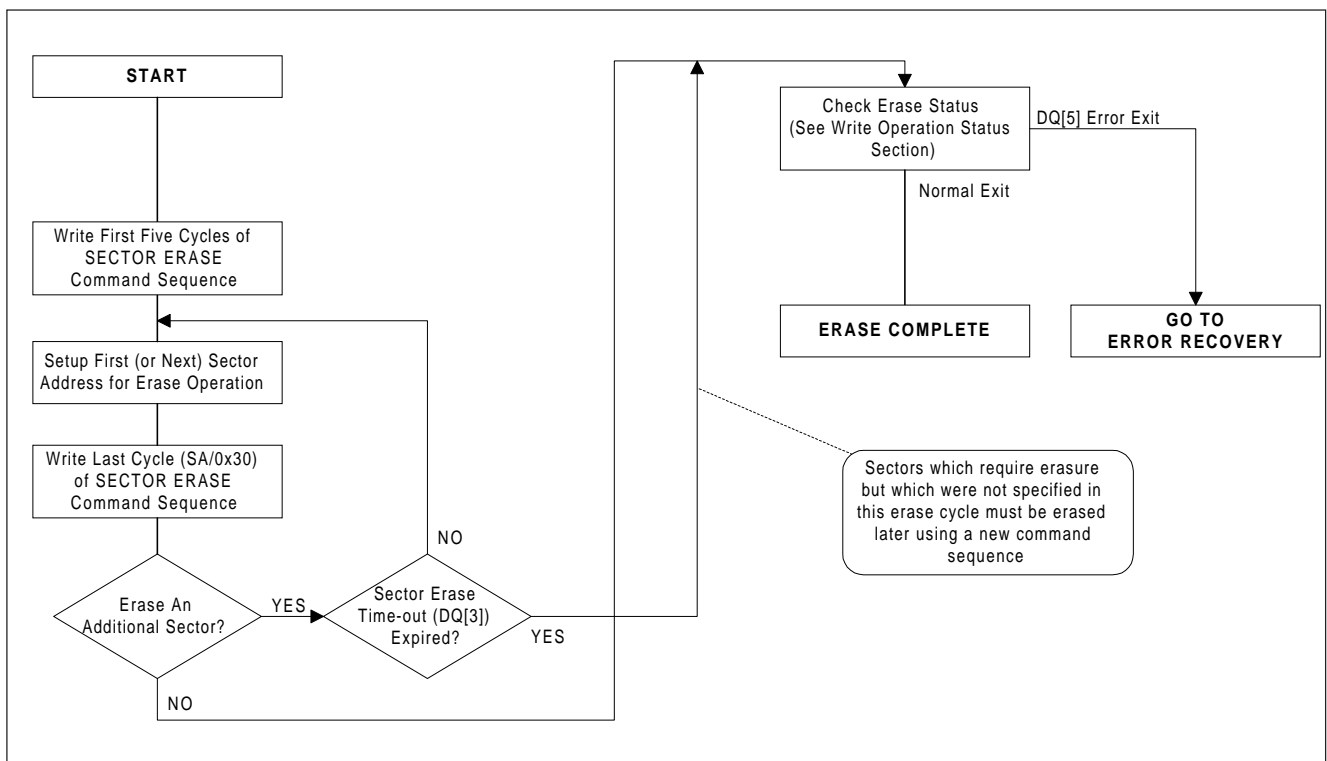 START
Write First Five Cycles of
SECTOR ERASE
Command Sequence
Setup First (or Next) Sector
Address for Erase Operation
Write Last Cycle (SA/0x30)
of SECTOR ERASE
Command Sequence
Erase An
Additional Sector?
YES
NO
Sector Erase
Time-out (DQ[3])
Expired?
NO
YES
Check Erase Status
(See Write Operation Status
Section)
DQ[5] Error Exit
Normal Exit
ERASE COMPLETE
GO TO
ERROR RECOVERY
Sectors which require erasure
but which were not specified in
this erase cycle must be erased
later using a new command
sequence